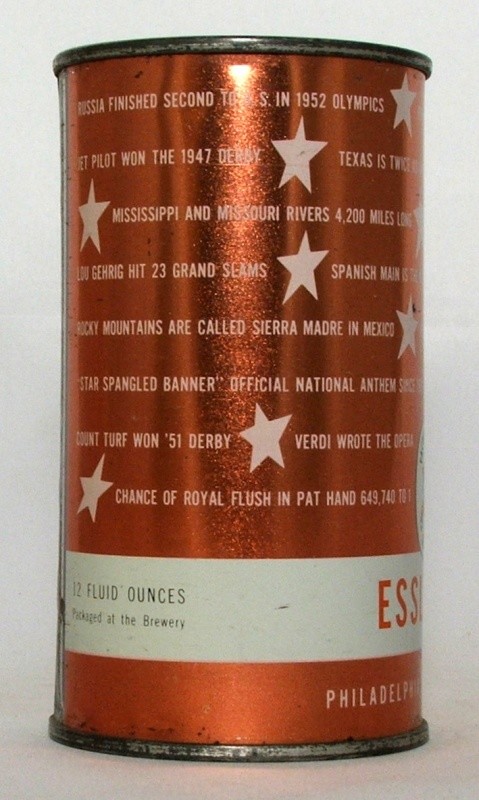 RUSSIA FINISHED SECOND TO U.S. IN 1952 OLYMPICS
JET PILOT WON THE 1947 DERBY TEXAS IS TWICE
MISSISSIPPI AND MISSOURI RIVERS 4,200 MILES LONG
LOU GEHRIG HIT 23 GRAND SLAMS SPANISH MAIN IS THE
ROCKY MOUNTAINS ARE CALLED SIERRA MADRE IN MEXICO
"STAR SPANGLED BANNER" OFFICIAL NATIONAL ANTHEM SINCE
COUNT TURF WON '51 DERBY VERDI WROTE THE OPERA
CHANCE OF ROYAL FLUSH IN PAT HAND 649,740 TO 1
12 FLUID OUNCES
Packaged at the Brewery
ESS
PHILADELPHI